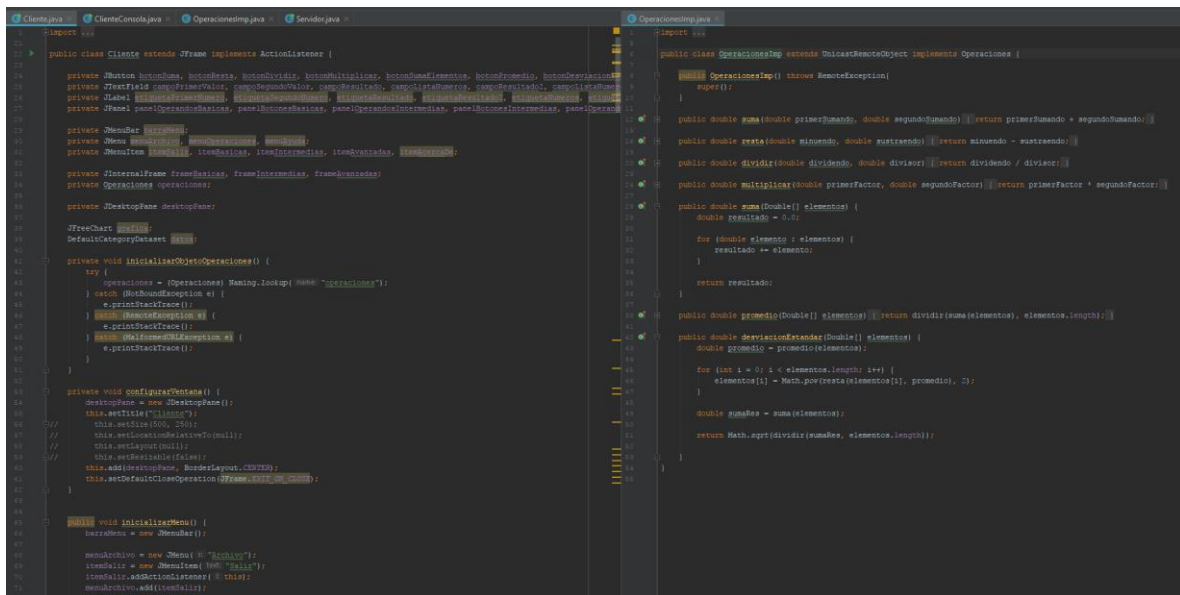 Cliente.java ClienteConsola.java OperacionesImp.java Servidor.java
import ...
public class Cliente extends JFrame implements ActionListener {
private JButton botonSuma, botonResta, botonDividir, botonMultiplicar, botonSumaElementos, botonPromedio, botonDesviacion
private JTextField campoPrimerValor, campoSegundoValor, campoResultado, campoListaNumeros, campoResultado2, campoListaNumer
private JLabel etiquetaPrimerNumero, etiquetaSegundoNumero, etiquetaResultado, etiquetaResultado2, etiquetaNumeros,
private JPanel panelOperandosBasicas, panelBotonesBasicas, panelOperandosIntermedias, panelBotonesIntermedias, panelOperand
private JMenuBar barraMenu;
private JMenu menuArchivo, menuOperaciones, menuAyuda;
private JMenuItem itemSalir, itemBasicas, itemIntermedias, itemAvanzadas, itemAcercaDe;
private JInternalFrame frameBasicas, frameIntermedias, frameAvanzadas;
private Operaciones operaciones;
private JDesktopPane desktopPane;
JFreeChart grafica;
DefaultCategoryDataset datos;
private void inicializarObjetoOperaciones() {
try {
operaciones = (Operaciones) Naming.lookup( name: "operaciones");
} catch (NotBoundException e) {
e.printStackTrace();
} catch (RemoteException e) {
e.printStackTrace();
} catch (MalformedURLException e) {
e.printStackTrace();
}
}
private void configurarVentana() {
desktopPane = new JDesktopPane();
this.setTitle("Cliente");
// this.setSize(500, 250);
// this.setLocationRelativeTo(null);
// this.setLayout(null);
// this.setResizable(false);
this.add(desktopPane, BorderLayout.CENTER);
this.setDefaultCloseOperation(JFrame.EXIT_ON_CLOSE);
}
public void inicializarMenu() {
barraMenu = new JMenuBar();
menuArchivo = new JMenu( s: "Archivo");
itemSalir = new JMenuItem( text: "Salir");
itemSalir.addActionListener( l: this);
menuArchivo.add(itemSalir);
OperacionesImp.java
import ...
public class OperacionesImp extends UnicastRemoteObject implements Operaciones {
public OperacionesImp() throws RemoteException{
super();
}
public double suma(double primerSumando, double segundoSumando) { return primerSumando + segundoSumando; }
public double resta(double minuendo, double sustraendo) { return minuendo - sustraendo; }
public double dividir(double dividendo, double divisor) { return dividendo / divisor; }
public double multiplicar(double primerFactor, double segundoFactor) { return primerFactor * segundoFactor; }
public double suma(Double[] elementos) {
double resultado = 0.0;
for (double elemento : elementos) {
resultado += elemento;
}
return resultado;
}
public double promedio(Double[] elementos) { return dividir(suma(elementos), elementos.length); }
public double desviacionEstandar(Double[] elementos) {
double promedio = promedio(elementos);
for (int i = 0; i < elementos.length; i++) {
elementos[i] = Math.pow(resta(elementos[i], promedio), 2);
}
double sumaRes = suma(elementos);
return Math.sqrt(dividir(sumaRes, elementos.length));
}
}